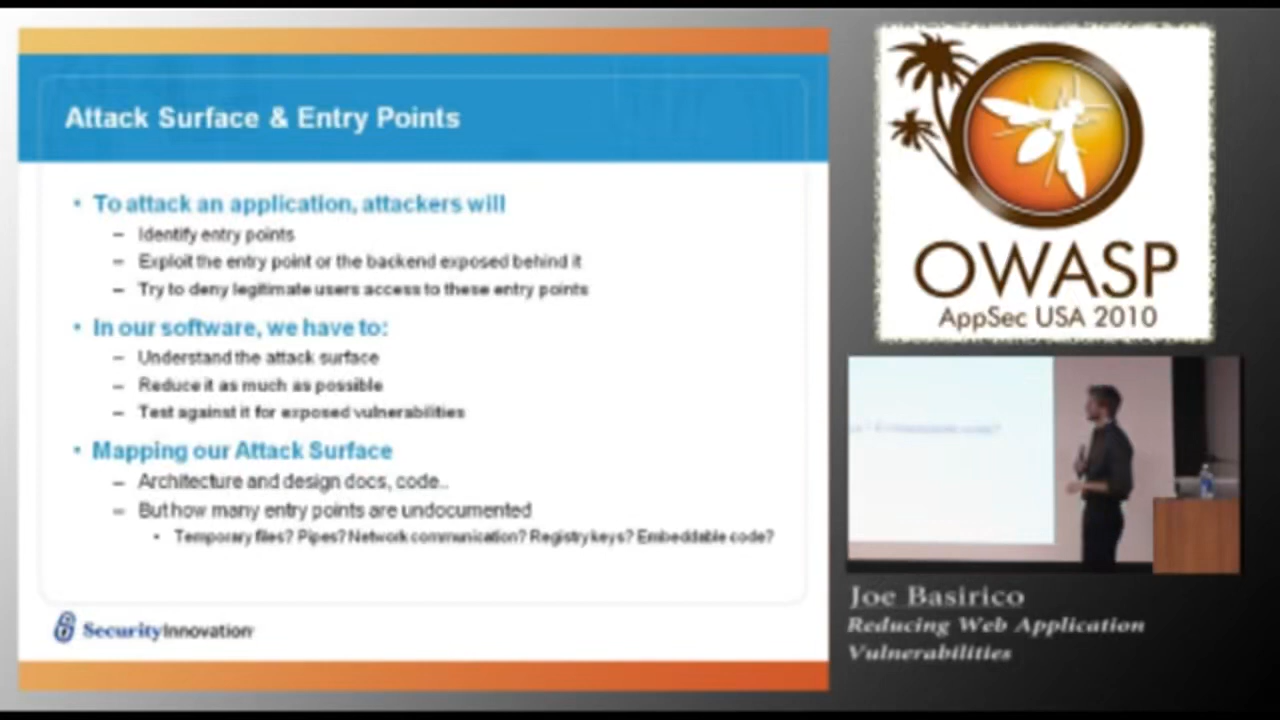 Attack Surface & Entry Points
• To attack an application, attackers will
– Identify entry points
– Exploit the entry point or the backend exposed behind it
– Try to deny legitimate users access to these entry points
• In our software, we have to:
– Understand the attack surface
– Reduce it as much as possible
– Test against it for exposed vulnerabilities
• Mapping our Attack Surface
– Architecture and design docs, code..
– But how many entry points are undocumented
• Temporary files? Pipes? Network communication? Registry keys? Embeddable code?
SecurityInnovation
OWASP
AppSec USA 2010
Joe Basirico
Reducing Web Application
Vulnerabilities